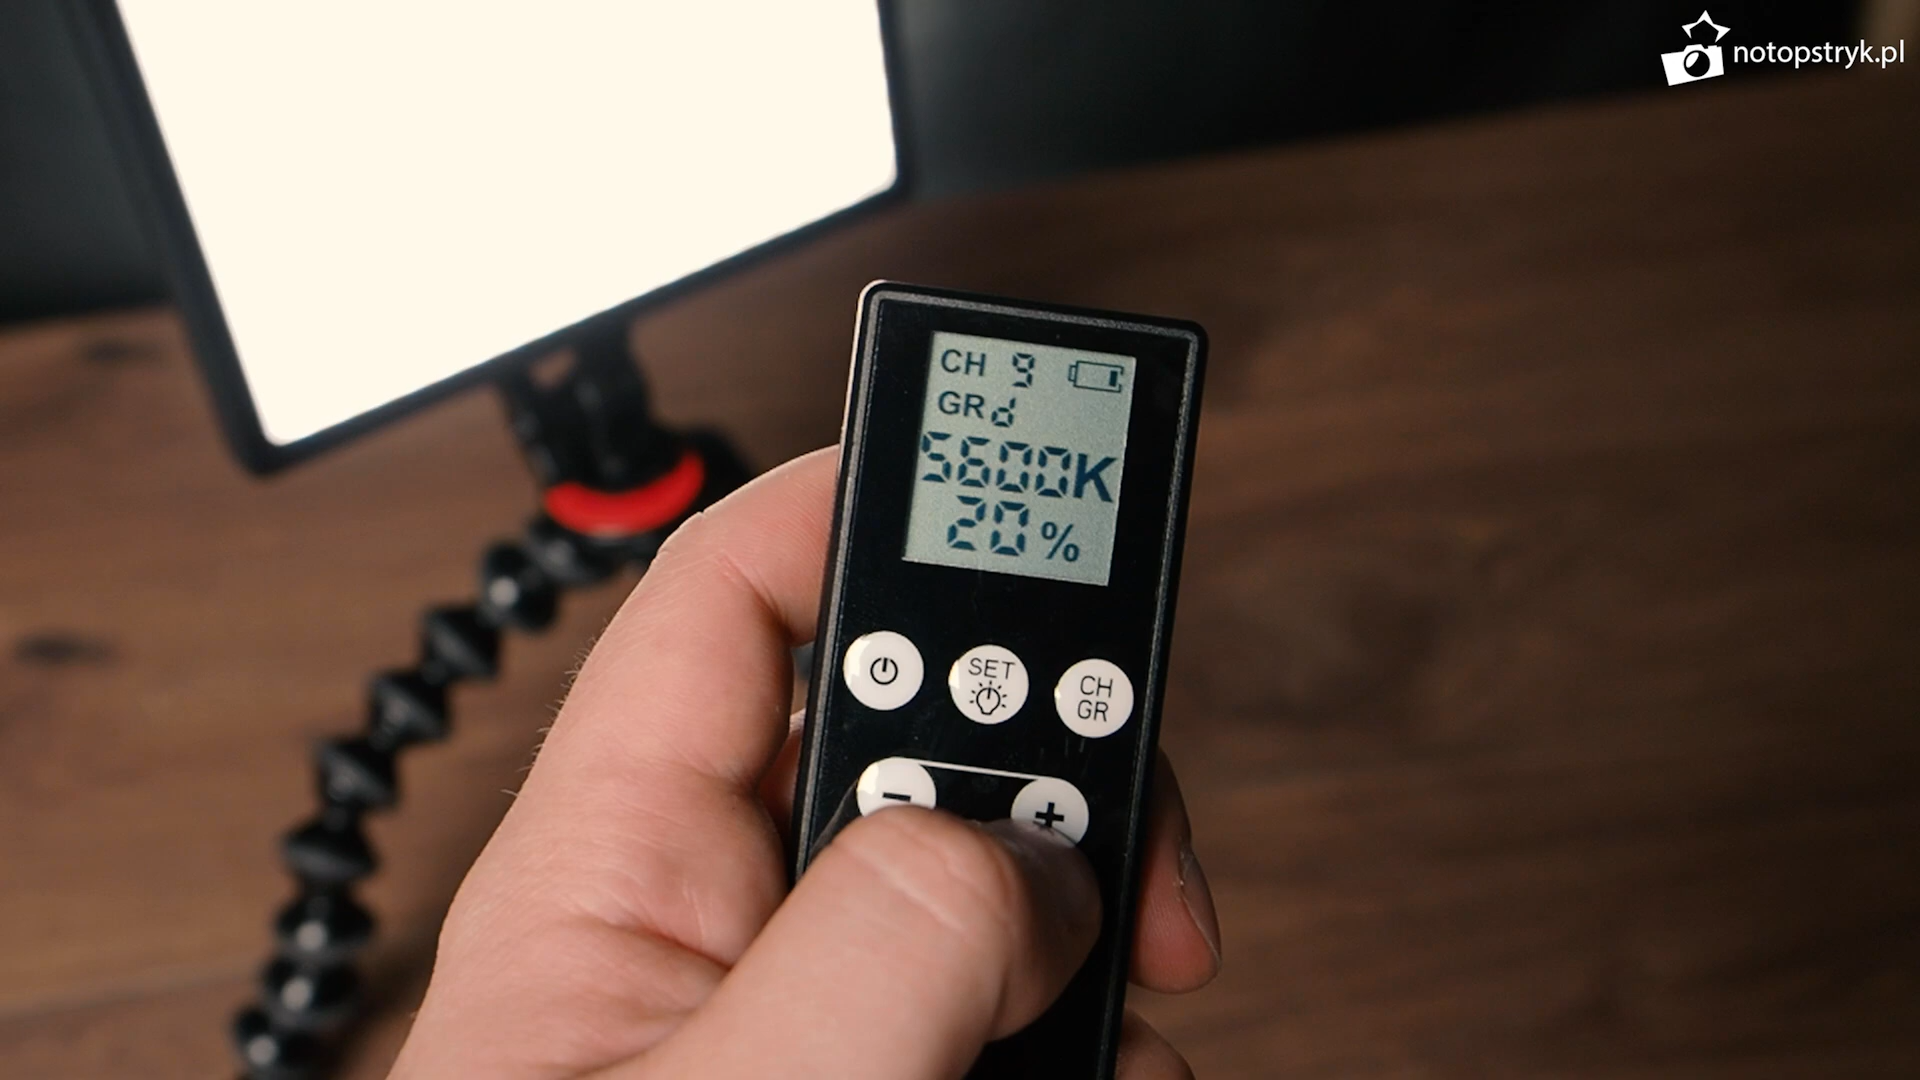 notopstryk.pl
CH 9
GR d
5600K
20%
SET
CH
GR
- +